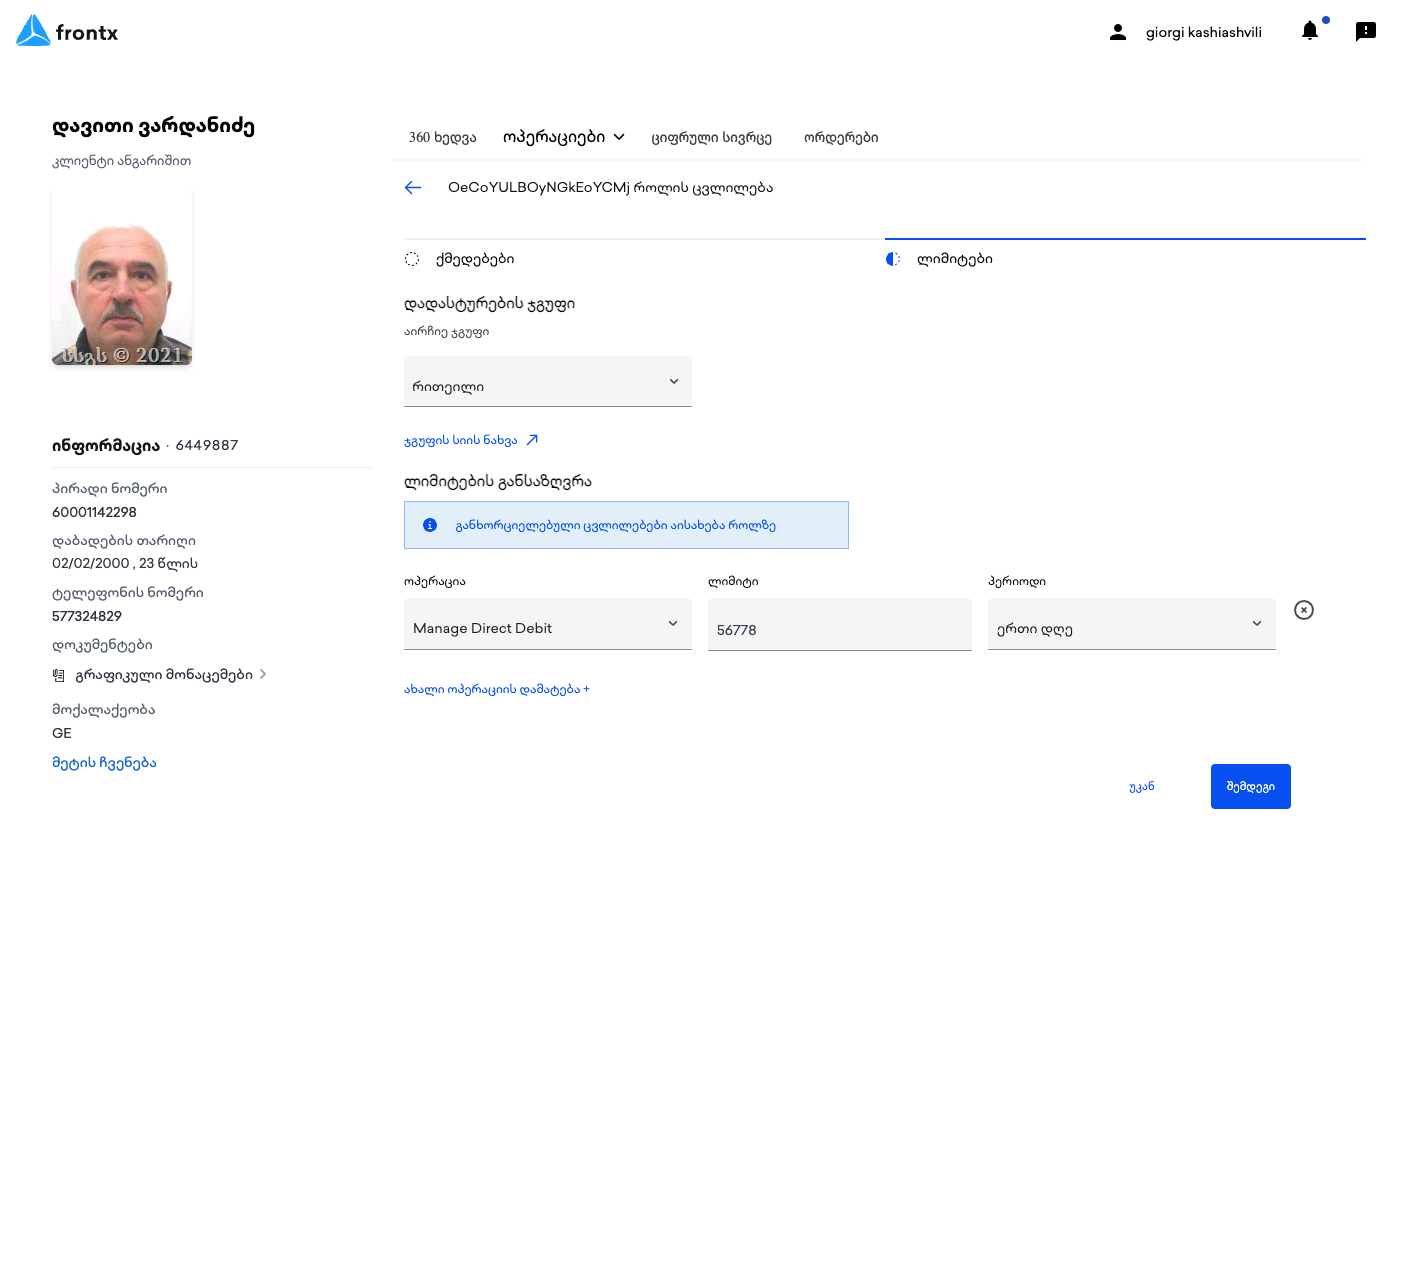 frontx
giorgi kashiashvili
დავითი ვარდანიძე
კლიენტი ანგარიშით
სსგს © 2021
ინფორმაცია · 6449887
პირადი ნომერი
60001142298
დაბადების თარიღი
02/02/2000 , 23 წლის
ტელეფონის ნომერი
577324829
დოკუმენტები
გრაფიკული მონაცემები
მოქალაქეობა
GE
მეტის ჩვენება
360 ხედვა ოპერაციები ციფრული სივრცე ორდერები
OeCoYULBOyNGkEoYCMj როლის ცვლილება
ქმედებები ლიმიტები
დადასტურების ჯგუფი
აირჩიე ჯგუფი
რითეილი
ჯგუფის სიის ნახვა
ლიმიტების განსაზღვრა
განხორციელებული ცვლილებები აისახება როლზე
ოპერაცია ლიმიტი პერიოდი
Manage Direct Debit 56778 ერთი დღე
ახალი ოპერაციის დამატება +
უკან შემდეგი